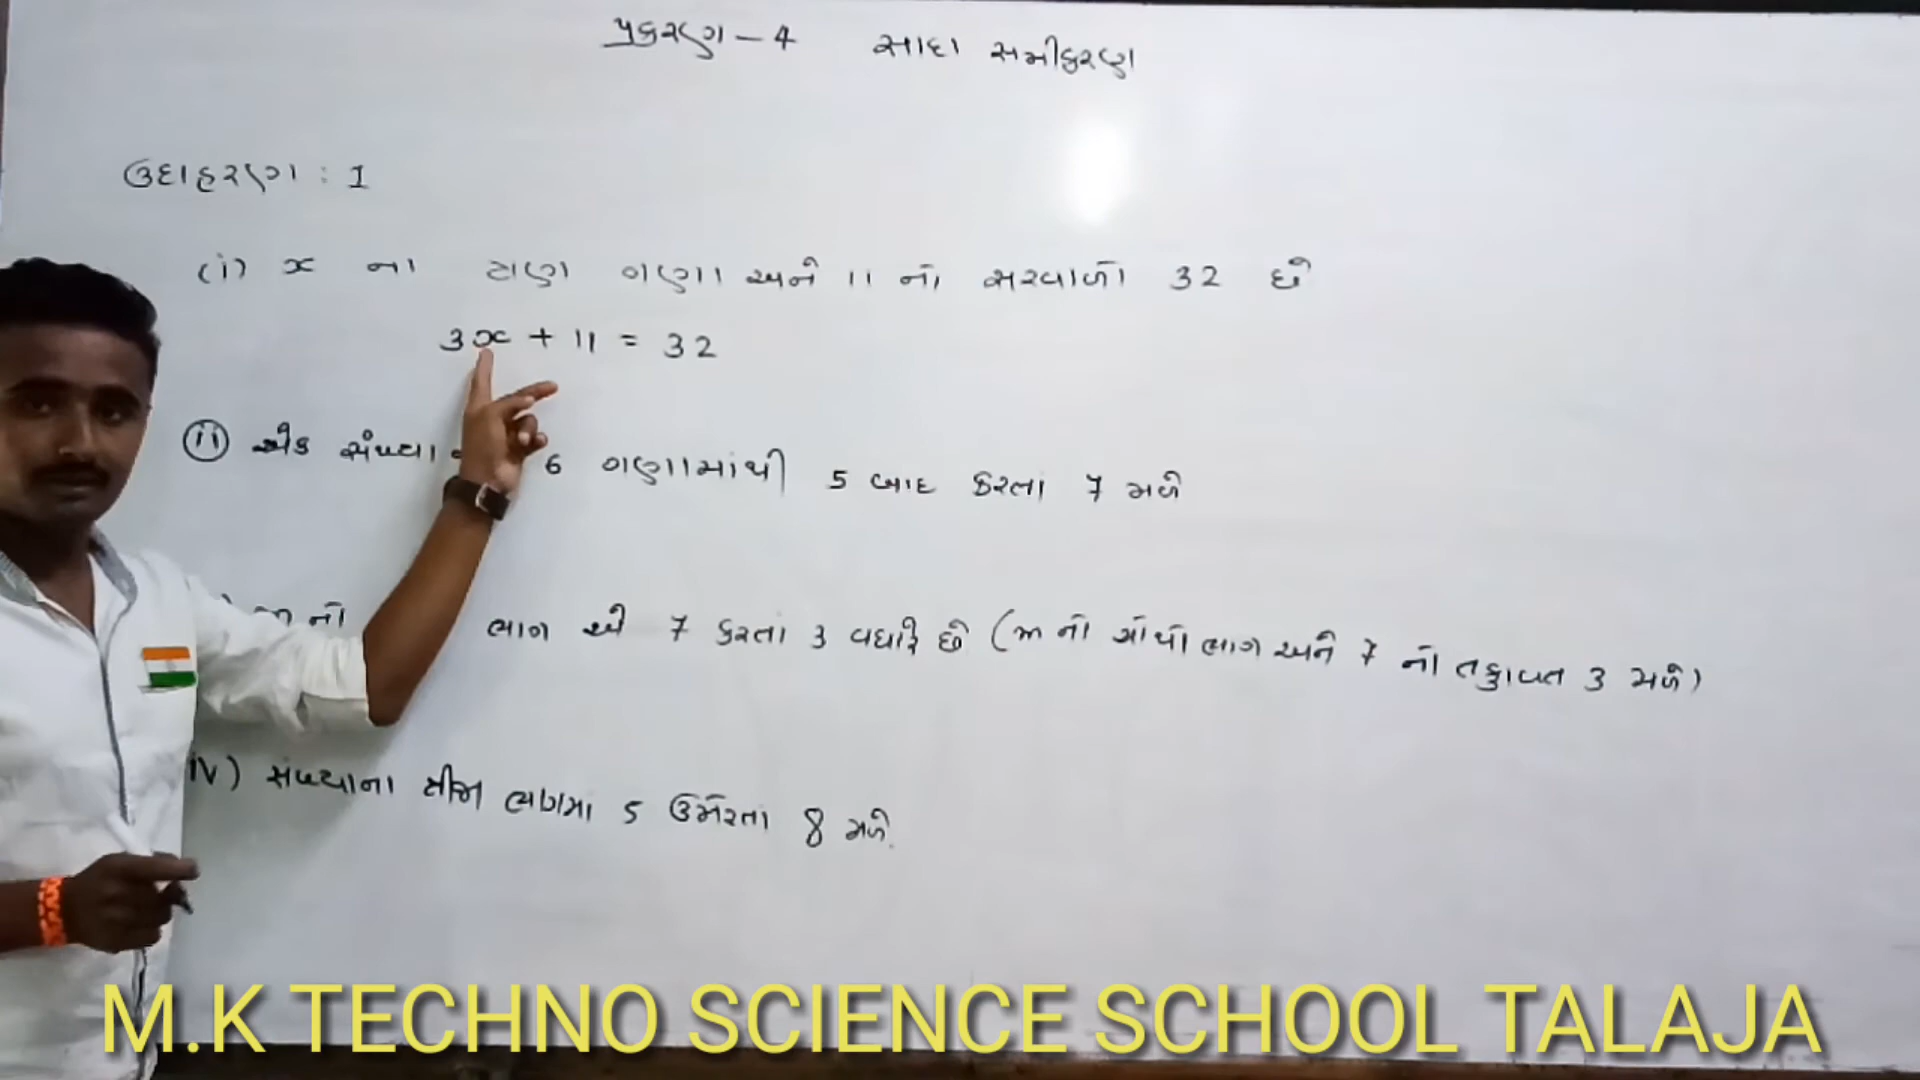 પ્રકરણ - 4 સાદા સમીકરણ
ઉદાહરણ : 1
(i) x ના ત્રણ ગણા અને 11 નો સરવાળો 32 છે
3x + 11 = 32
(ii) એક સંખ્યા 6 ગણામાંથી 5 બાદ કરતાં 7 મળે
m નો ભાગ એ 7 કરતાં 3 વધારે છે (m નો ચોથો ભાગ અને 7 નો તફાવત 3 મળે)
iv) સંખ્યાના ત્રીજા ભાગમાં 5 ઉમેરતા 8 મળે.
M.K TECHNO SCIENCE SCHOOL TALAJA